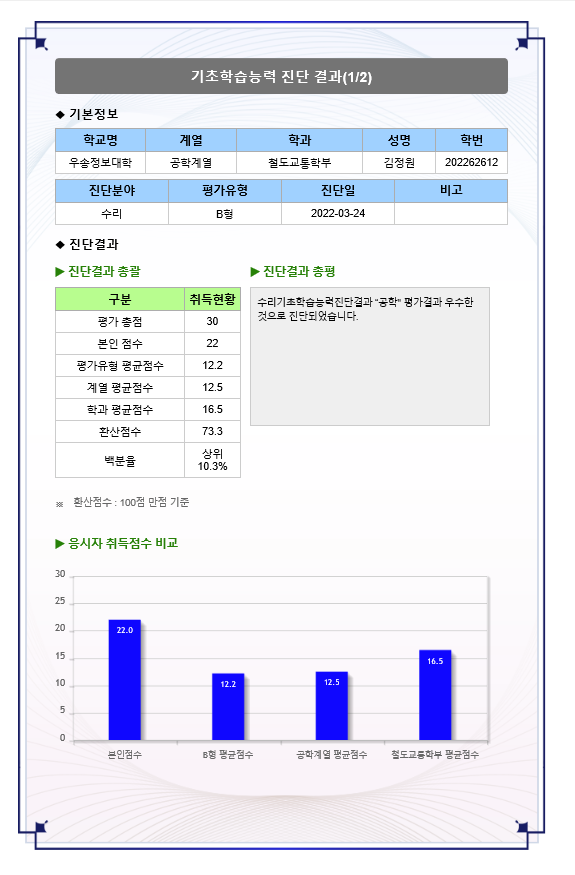 기초학습능력 진단 결과(1/2)
◆ 기본정보
학교명 계열 학과 성명 학번
우송정보대학 공학계열 철도교통학부 김정원 202262612
진단분야 평가유형 진단일 비고
수리 B형 2022-03-24
◆ 진단결과
▶ 진단결과 총괄
구분 취득현황
평가 총점 30
본인 점수 22
평가유형 평균점수 12.2
계열 평균점수 12.5
학과 평균점수 16.5
환산점수 73.3
백분율 상위
10.3%
▶ 진단결과 총평
수리기초학습능력진단결과 "공학" 평가결과 우수한
것으로 진단되었습니다.
※ 환산점수 : 100점 만점 기준
▶ 응시자 취득점수 비교
30
25
20
15
10
5
0
22.0
12.2
12.5
16.5
본인점수 B형 평균점수 공학계열 평균점수 철도교통학부 평균점수